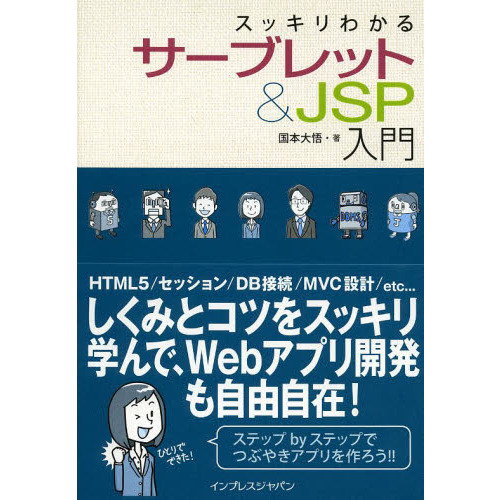 スッキリわかる
サーブレット
&JSP
国本大悟・著
入門
S
DBMS
J
HTML5/セッション/DB接続/MVC設計/etc...
しくみとコツをスッキリ
学んで、Webアプリ開発
も自由自在!
ひとりで
できた!
ステップbyステップで
つぶやきアプリを作ろう!!
インプレスジャパン